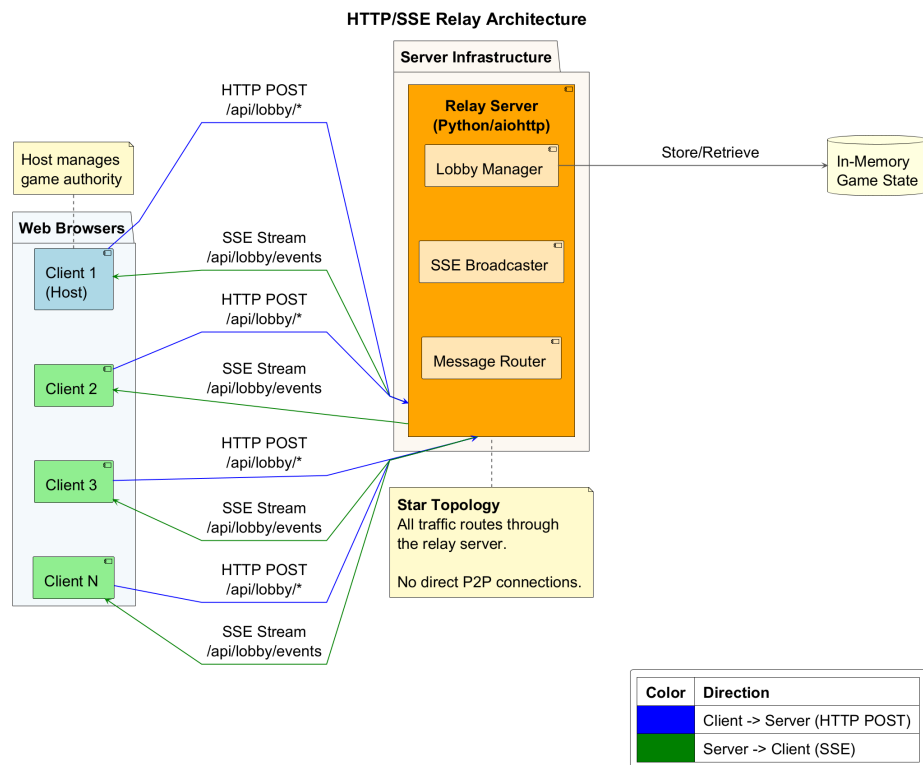 HTTP/SSE Relay Architecture
Server Infrastructure
Relay Server
(Python/aiohttp)
Lobby Manager
SSE Broadcaster
Message Router
Store/Retrieve
In-Memory
Game State
Host manages
game authority
Web Browsers
Client 1
(Host)
Client 2
Client 3
Client N
HTTP POST
/api/lobby/*
SSE Stream
/api/lobby/events
HTTP POST
/api/lobby/*
SSE Stream
/api/lobby/events
HTTP POST
/api/lobby/*
SSE Stream
/api/lobby/events
HTTP POST
/api/lobby/*
SSE Stream
/api/lobby/events
Star Topology
All traffic routes through
the relay server.
No direct P2P connections.
Color Direction
Client -> Server (HTTP POST)
Server -> Client (SSE)